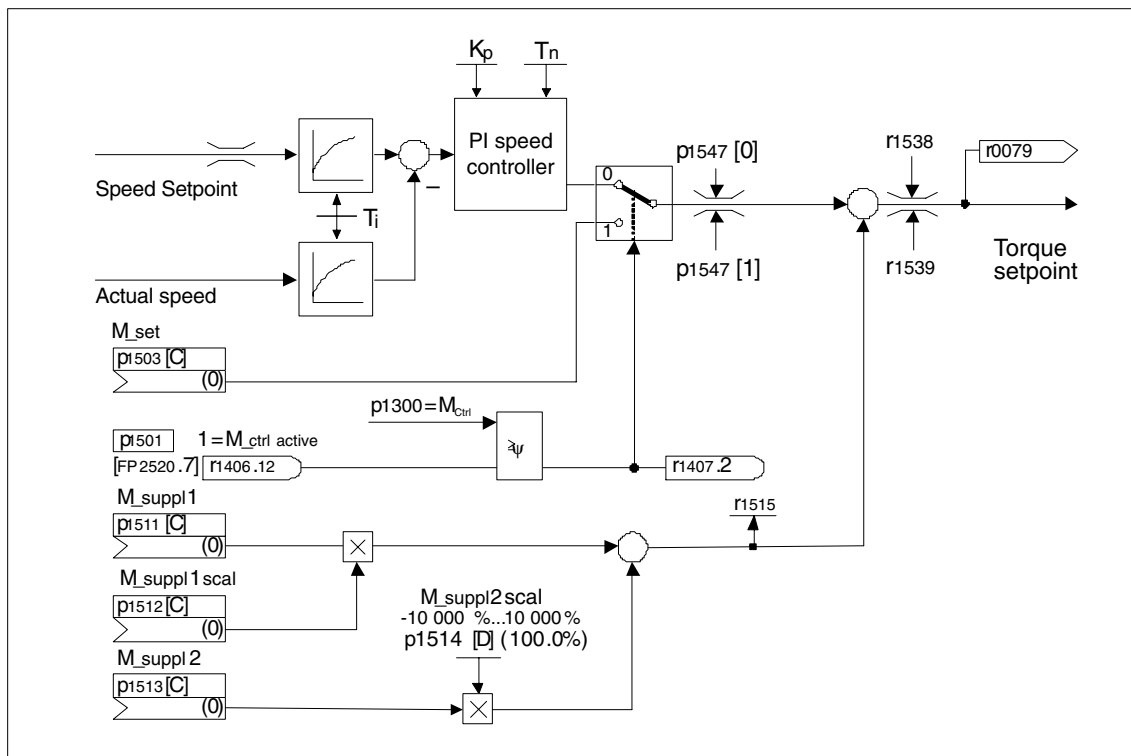 Kp
Tn
PI speed
controller
Speed Setpoint
–
Ti
Actual speed
0
1
p1547 [0]
p1547 [1]
r1538
r1539
r0079
Torque
setpoint
M_set
p1503 [C]
(0)
p1300=MCtrl
p1501
1=M_ctrl active
[FP2520.7]
r1406.12
r1407.2
M_suppl1
p1511 [C]
(0)
r1515
M_suppl1scal
p1512[C]
(0)
M_suppl2scal
-10 000 %...10 000%
p1514 [D] (100.0%)
M_suppl 2
p1513[C]
(0)